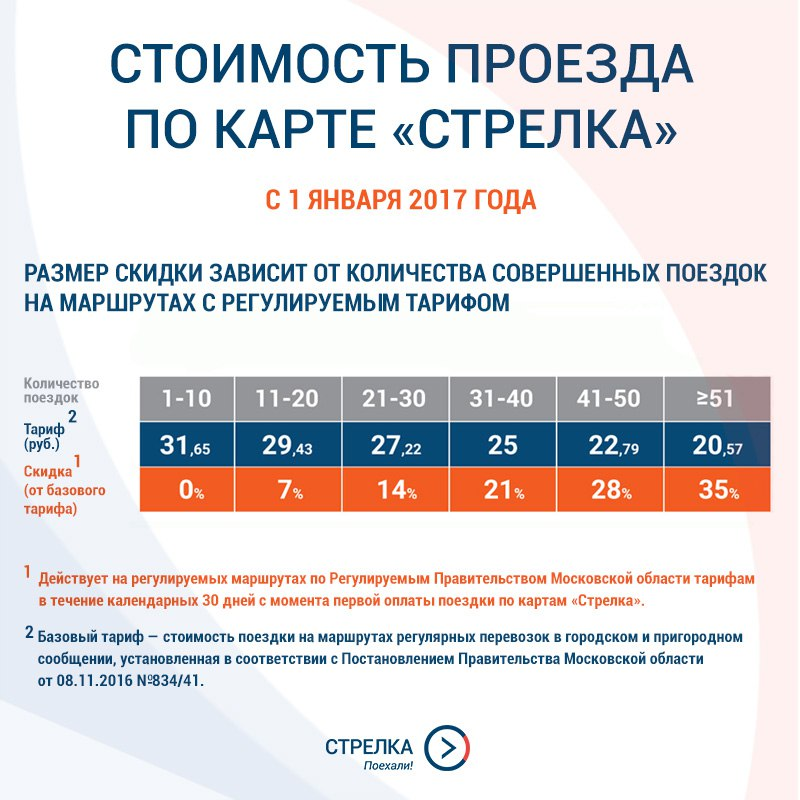 СТОИМОСТЬ ПРОЕЗДА
ПО КАРТЕ «СТРЕЛКА»
С 1 ЯНВАРЯ 2017 ГОДА
РАЗМЕР СКИДКИ ЗАВИСИТ ОТ КОЛИЧЕСТВА СОВЕРШЕННЫХ ПОЕЗДОК
НА МАРШРУТАХ С РЕГУЛИРУЕМЫМ ТАРИФОМ
Количество поездок 1-10 11-20 21-30 31-40 41-50 ≥51
Тариф2 (руб.) 31,65 29,43 27,22 25 22,79 20,57
Скидка1 (от базового тарифа) 0% 7% 14% 21% 28% 35%
1 Действует на регулируемых маршрутах по Регулируемым Правительством Московской области тарифам
в течение календарных 30 дней с момента первой оплаты поездки по картам «Стрелка».
2 Базовый тариф — стоимость поездки на маршрутах регулярных перевозок в городском и пригородном
сообщении, установленная в соответствии с Постановлением Правительства Московской области
от 08.11.2016 №834/41.
СТРЕЛКА
Поехали!